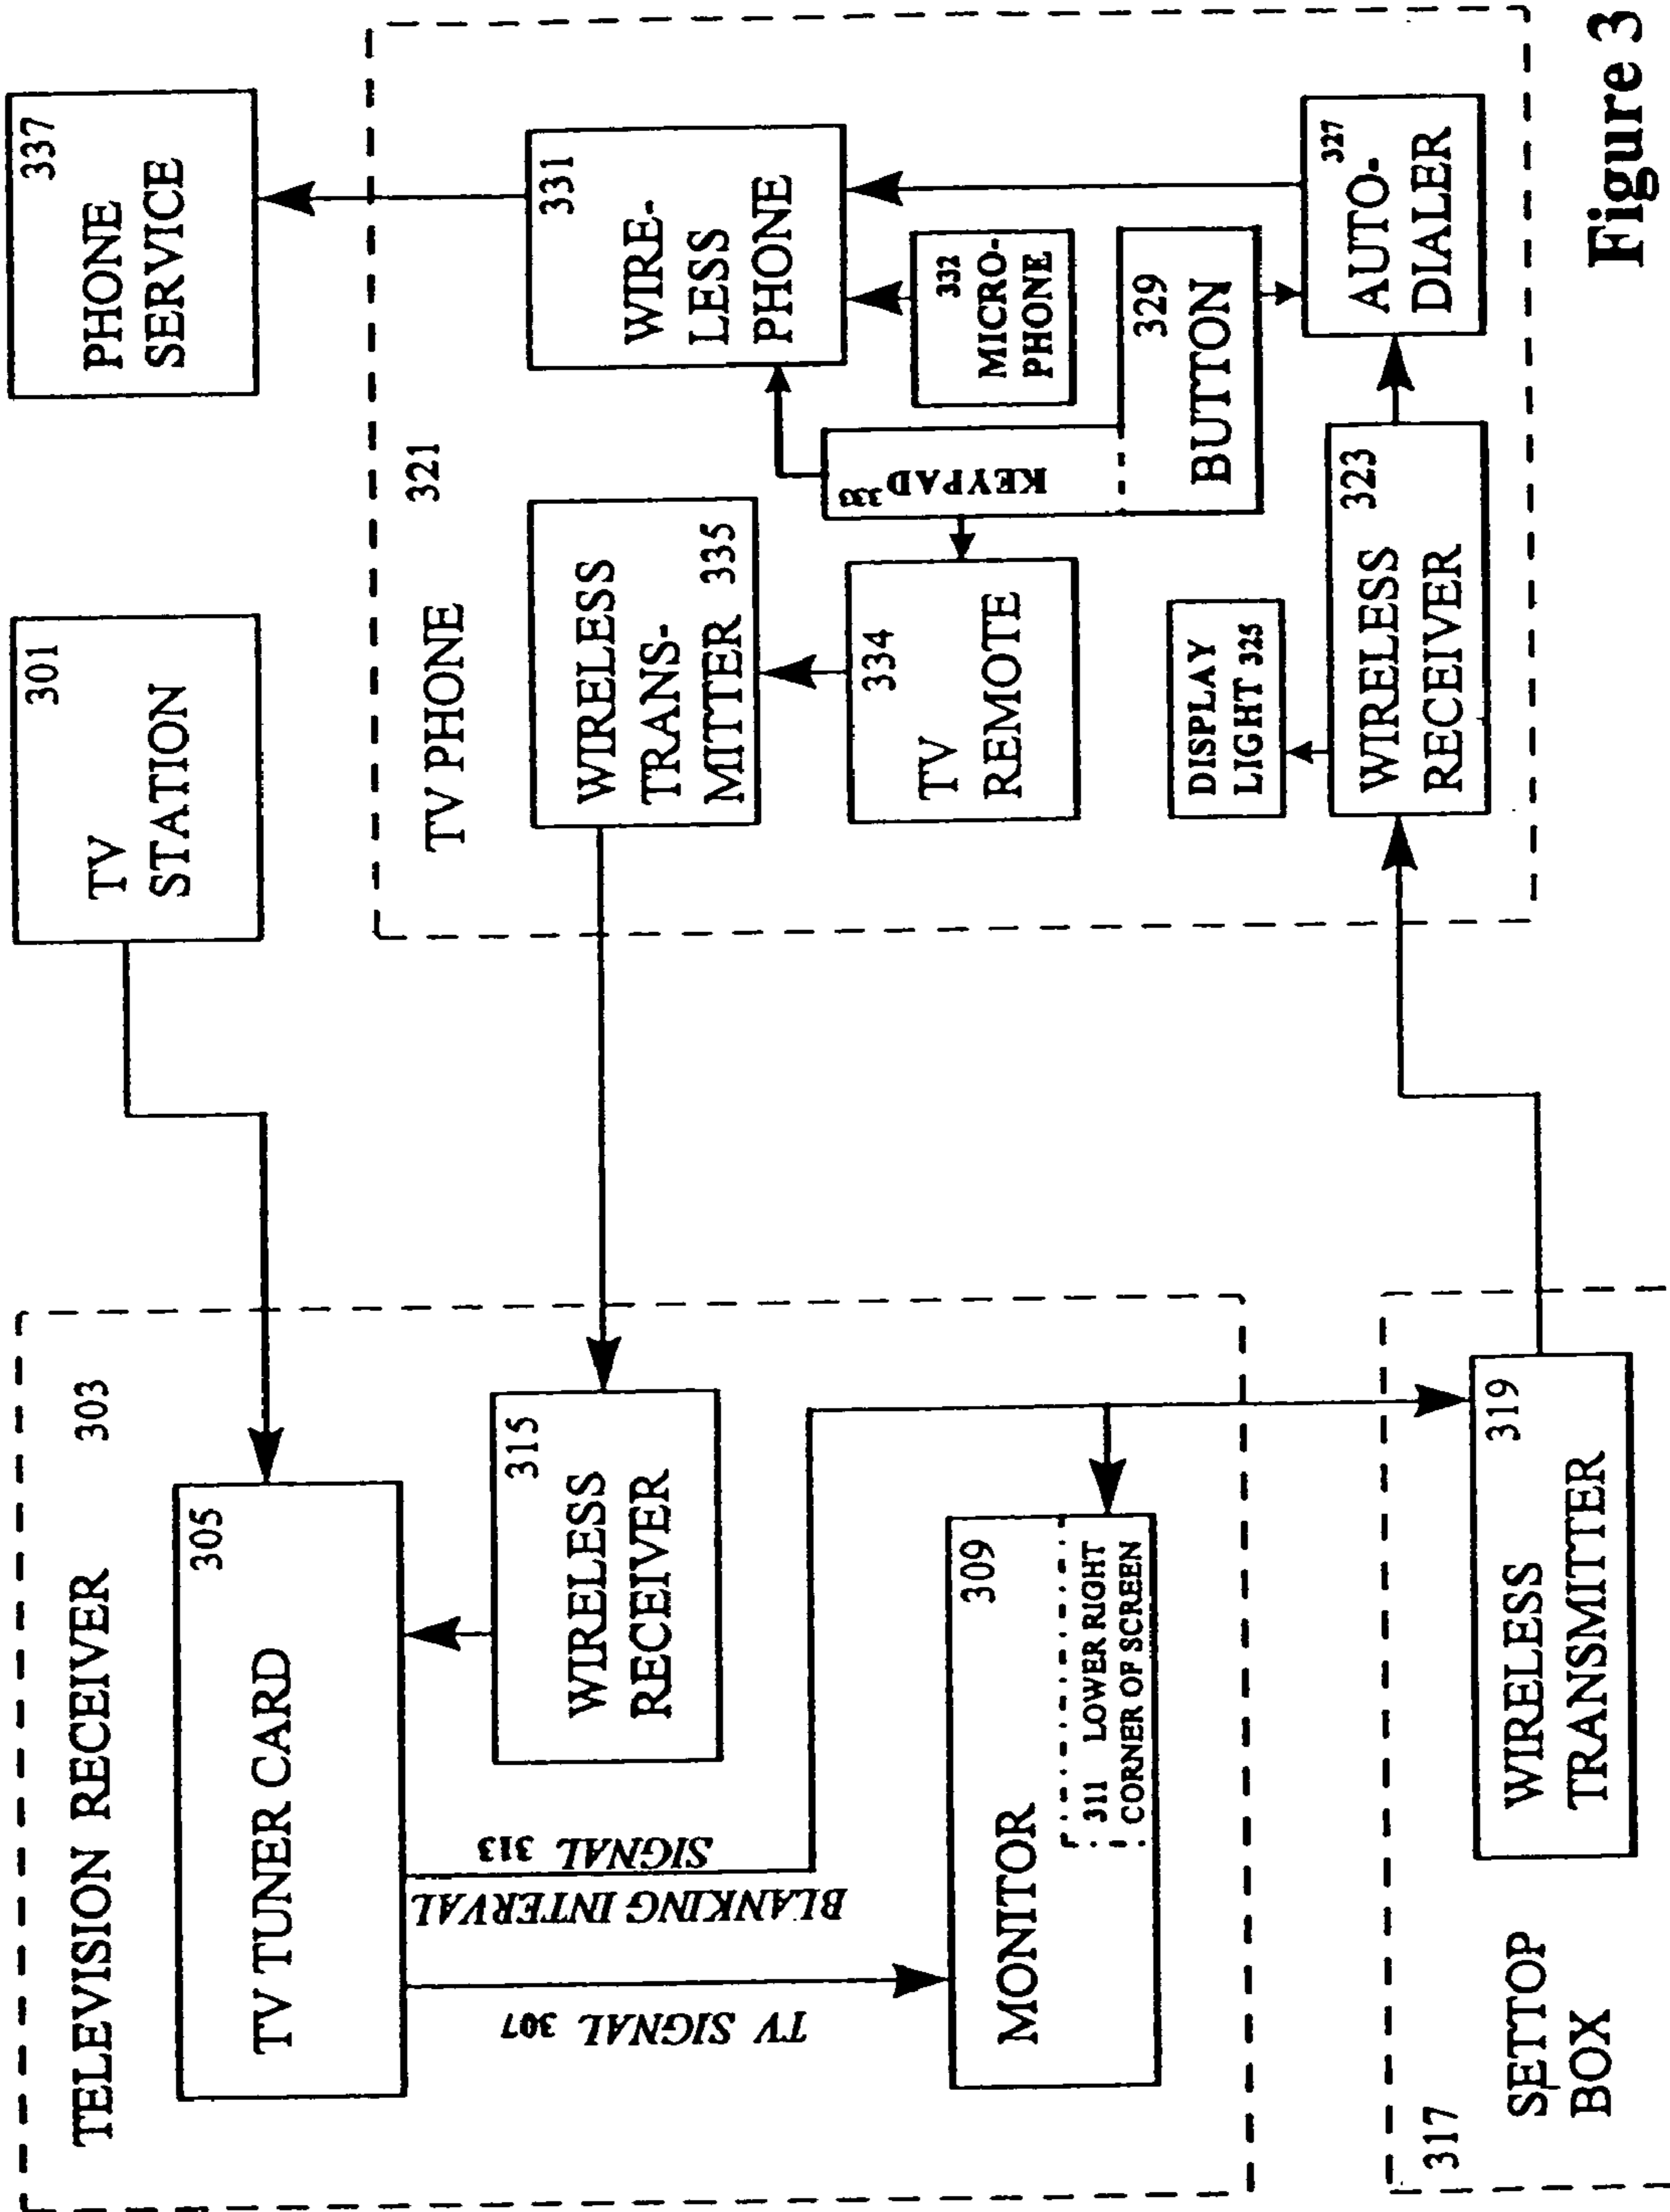 TELEVISION RECEIVER 303
TV TUNER CARD
305
WIRELESS
RECEIVER
315
TV SIGNAL 307
BLANKING INTERVAL
SIGNAL 313
MONITOR
309
311 LOWER RIGHT
CORNER OF SCREEN
317
SETTOP
BOX
WIRELESS
TRANSMITTER
319
TV
STATION
301
PHONE
SERVICE
337
TV PHONE 321
WIRELESS
TRANS-
MITTER 335
WIRE-
LESS
PHONE
331
TV
REMOTE
334
KEYPAD
333
332
MICRO-
PHONE
BUTTON
329
DISPLAY
LIGHT 325
WIRELESS
RECEIVER
323
AUTO-
DIALER
327
Figure 3